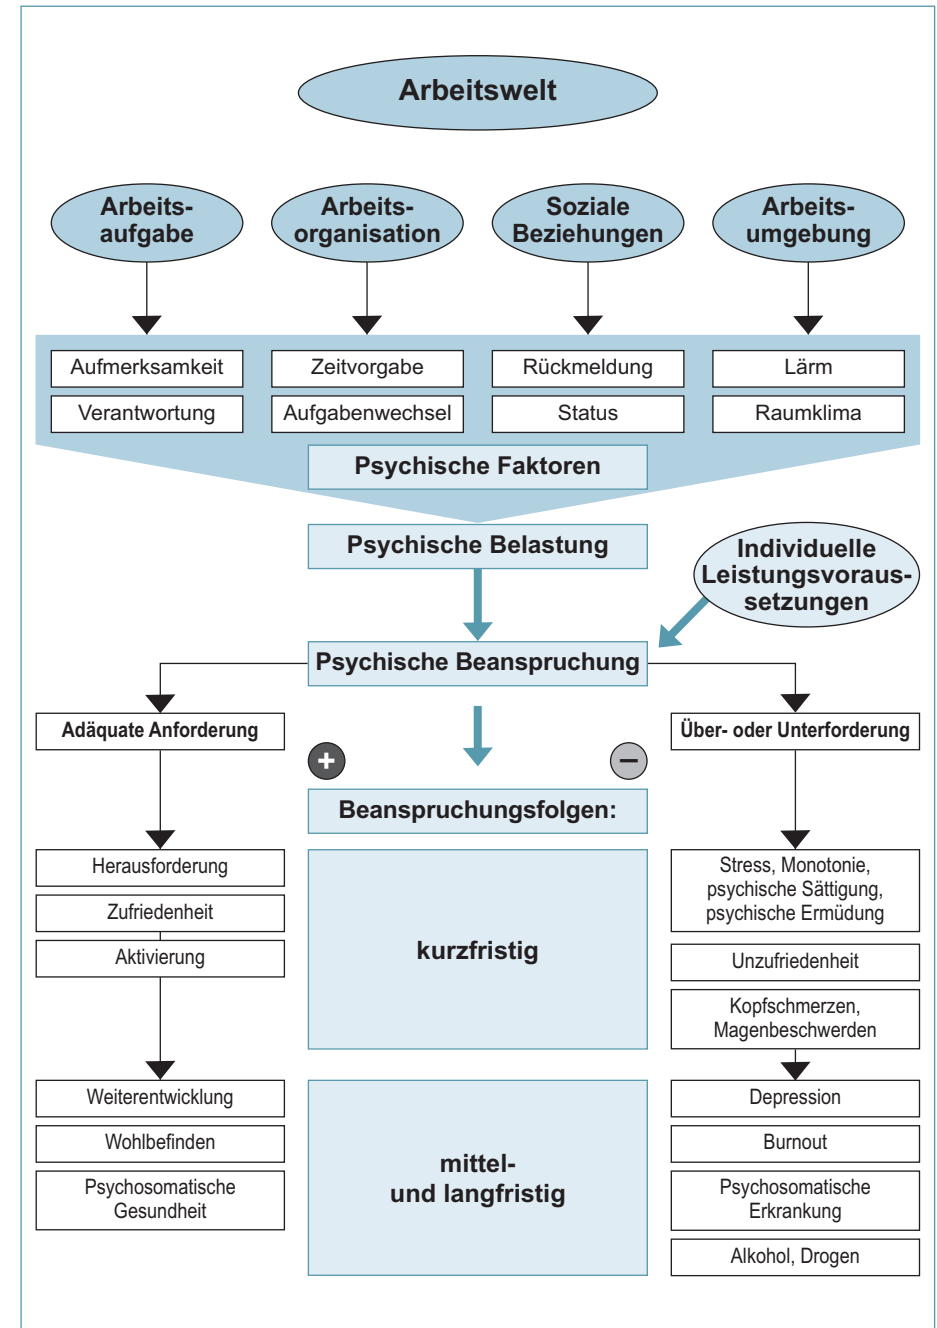 Arbeitswelt
Arbeits-
aufgabe
Arbeits-
organisation
Soziale
Beziehungen
Arbeits-
umgebung
Aufmerksamkeit
Zeitvorgabe
Rückmeldung
Lärm
Verantwortung
Aufgabenwechsel
Status
Raumklima
Psychische Faktoren
Psychische Belastung
Individuelle
Leistungsvoraus-
setzungen
Psychische Beanspruchung
Adäquate Anforderung
Über- oder Unterforderung
+
–
Beanspruchungsfolgen:
Herausforderung
Zufriedenheit
Aktivierung
kurzfristig
Stress, Monotonie,
psychische Sättigung,
psychische Ermüdung
Unzufriedenheit
Kopfschmerzen,
Magenbeschwerden
Weiterentwicklung
Wohlbefinden
Psychosomatische
Gesundheit
mittel-
und langfristig
Depression
Burnout
Psychosomatische
Erkrankung
Alkohol, Drogen